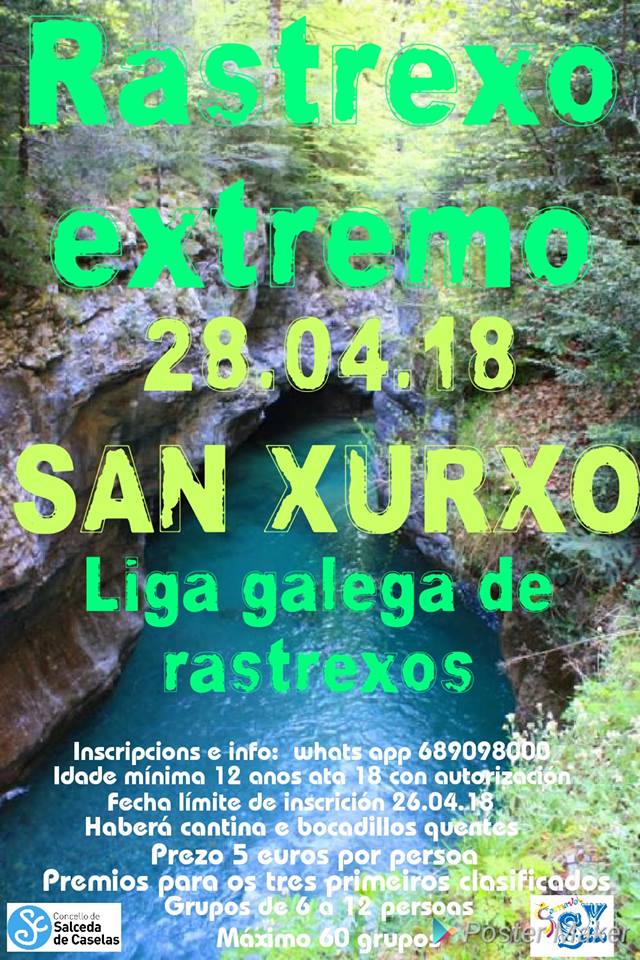 Rastrexo
extremo
28.04.18
SAN XURXO
Liga galega de
rastrexos
Inscripcions e info: whats app 689098000
Idade mínima 12 anos ata 18 con autorización
Fecha límite de inscrición 26.04.18
Haberá cantina e bocadillos quentes
Prezo 5 euros por persoa
Premios para os tres primeiros clasificados
Grupos de 6 a 12 persoas
Máximo 60 grupos
Concello de
Salceda
de Caselas
Poster Maker